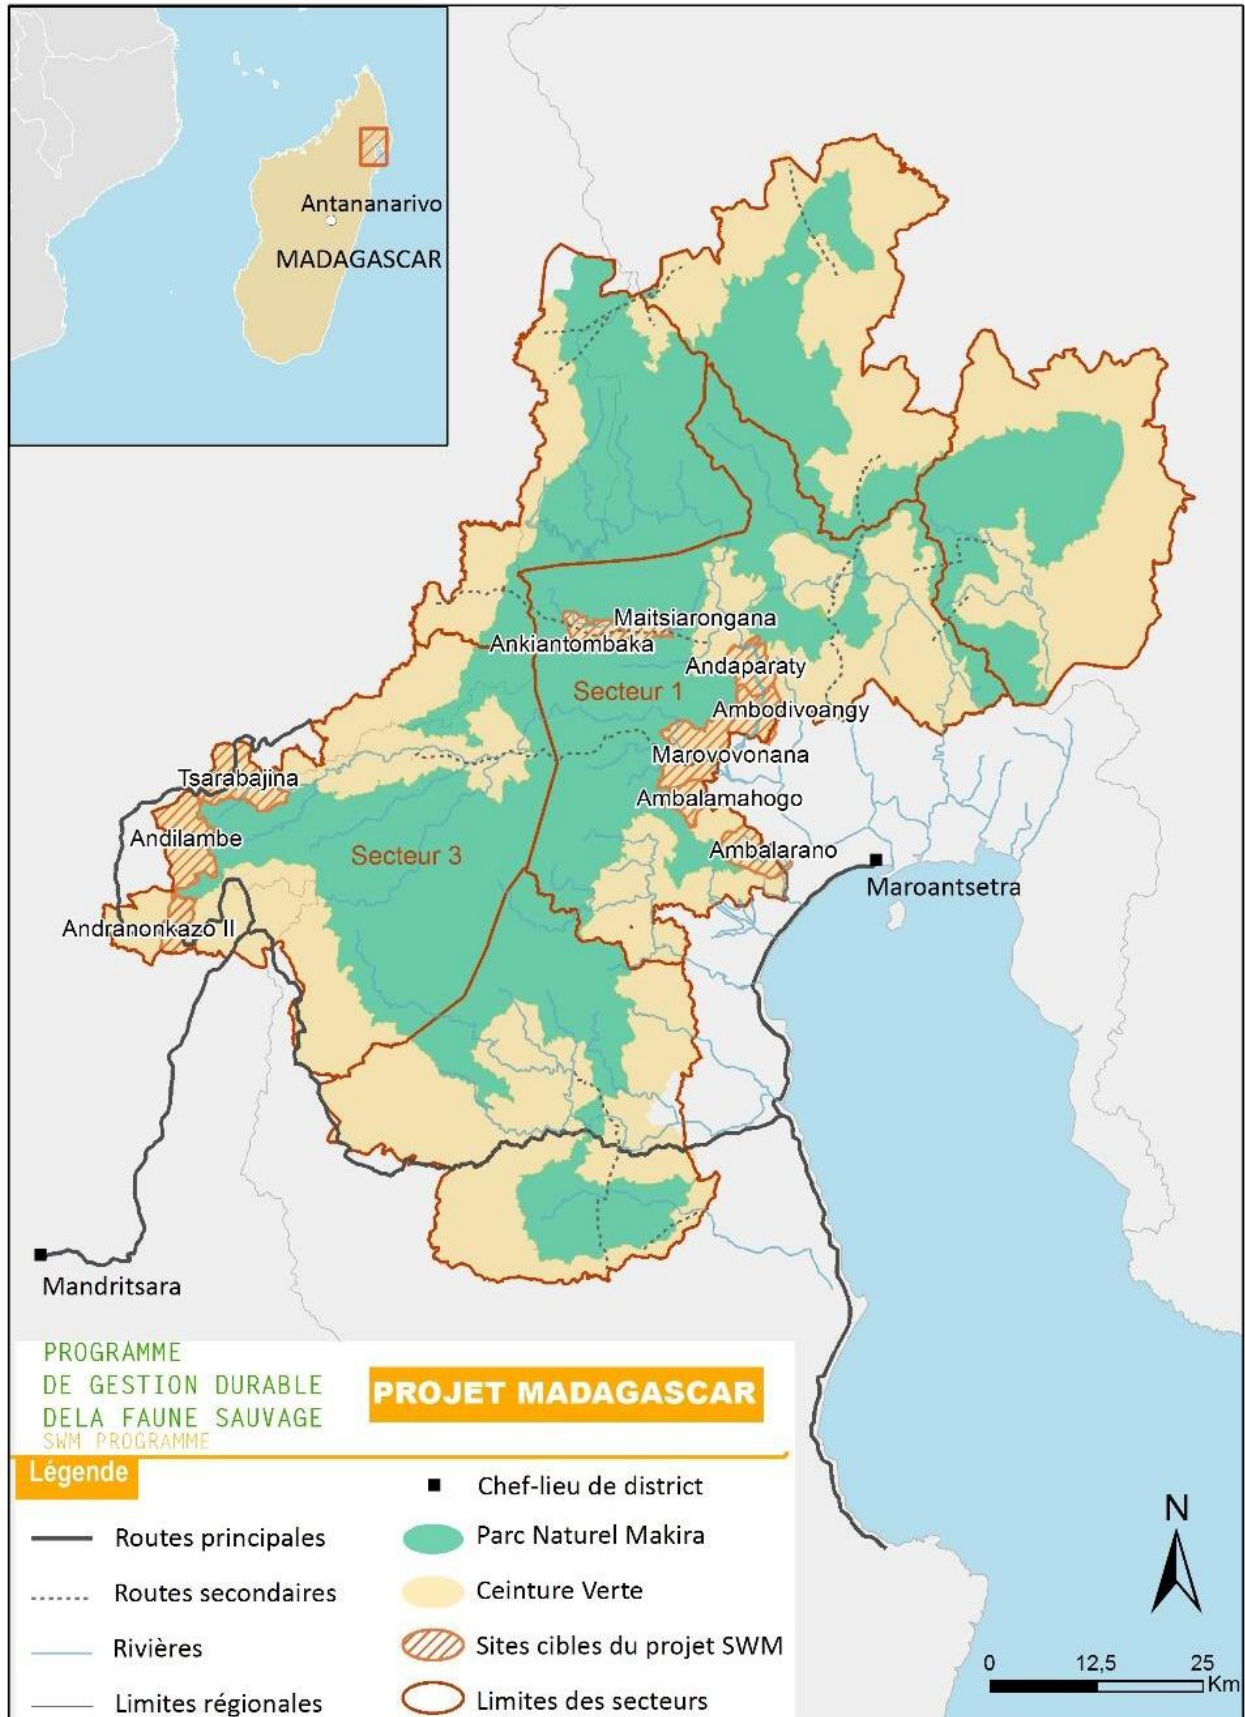 Antananarivo
MADAGASCAR
Maitsiarongana
Ankiantombaka
Andaparaty
Secteur 1
Ambodivoangy
Marovovonana
Tsarabajina
Ambalamahogo
Andilambe
Ambalarano
Secteur 3
Maroantsetra
Andranonkazo II
Mandritsara
PROGRAMME
DE GESTION DURABLE
DELA FAUNE SAUVAGE
SWM PROGRAMME
PROJET MADAGASCAR
Légende
Routes principales
Routes secondaires
Rivières
Limites régionales
Chef-lieu de district
Parc Naturel Makira
Ceinture Verte
Sites cibles du projet SWM
Limites des secteurs
N
0 12,5 25
Km